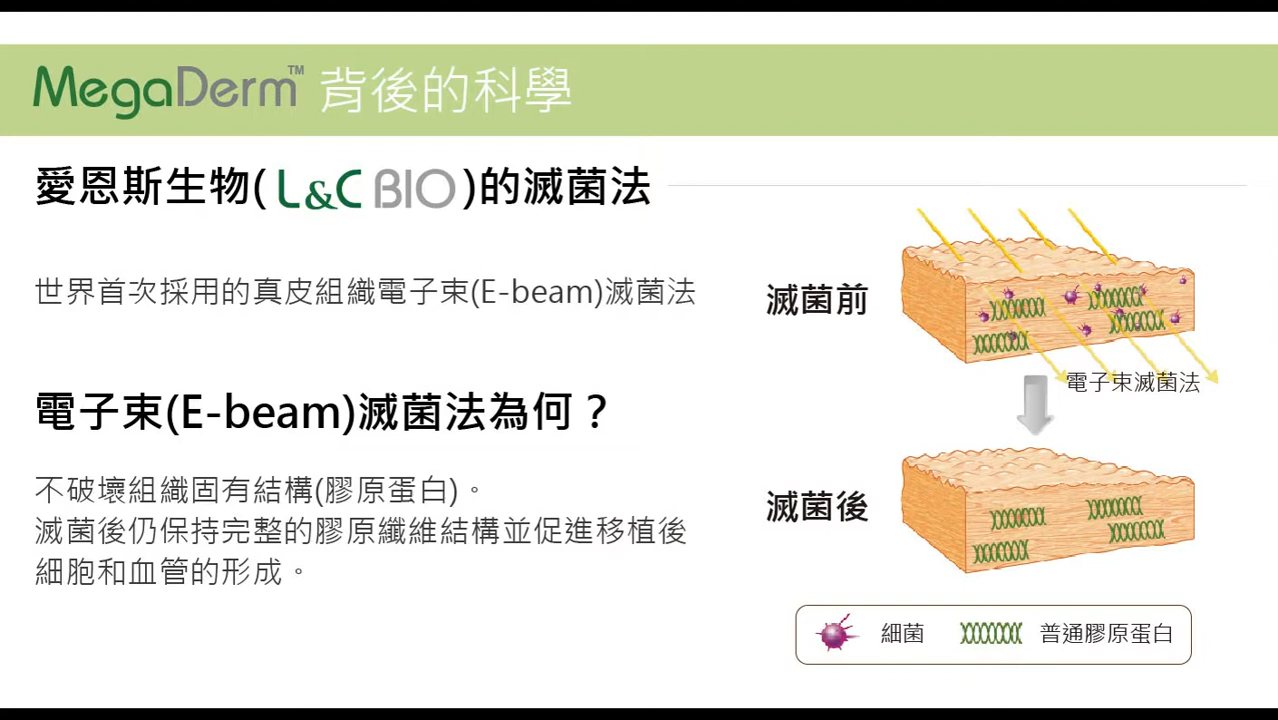 MegaDerm™ 背後的科學
愛恩斯生物( L&C BIO )的滅菌法
世界首次採用的真皮組織電子束(E-beam)滅菌法
滅菌前
電子束滅菌法
電子束(E-beam)滅菌法為何？
不破壞組織固有結構(膠原蛋白)。
滅菌後仍保持完整的膠原纖維結構並促進移植後
細胞和血管的形成。
滅菌後
細菌
普通膠原蛋白